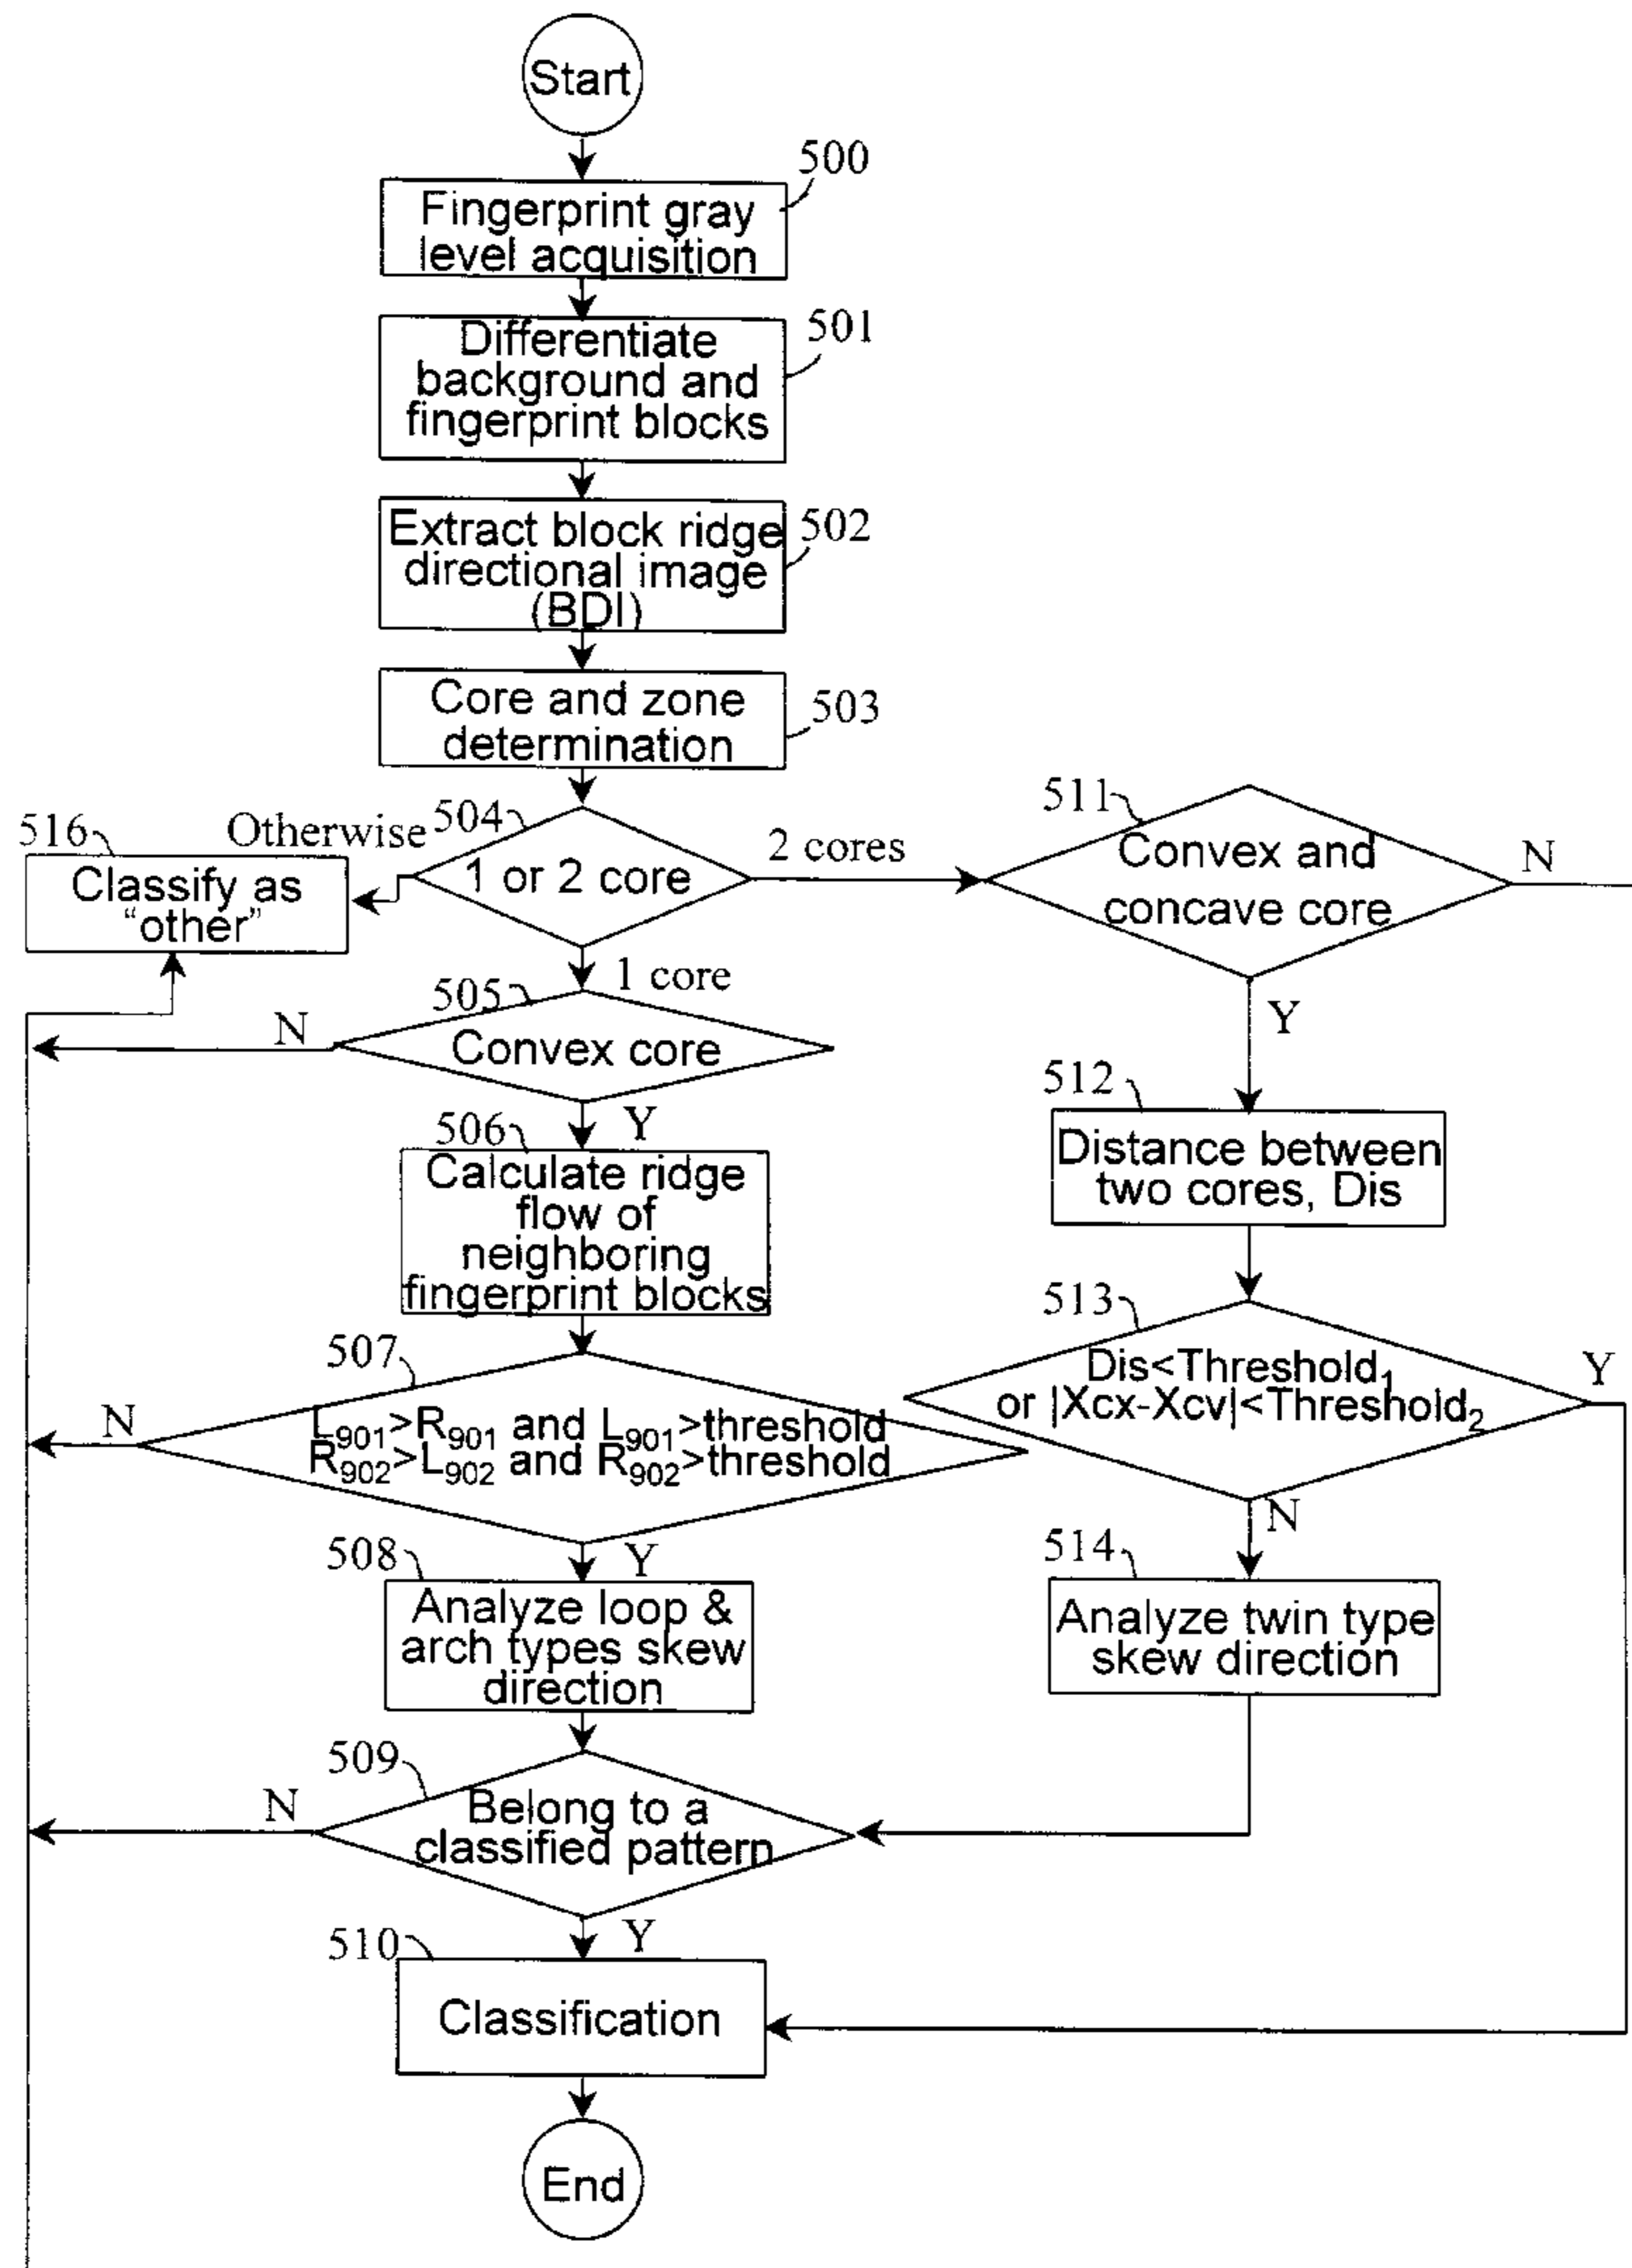 Start
500
Fingerprint gray
level acquisition
501
Differentiate
background and
fingerprint blocks
502
Extract block ridge
directional image
(BDI)
503
Core and zone
determination
504
1 or 2 core
Otherwise
516
Classify as
“other”
2 cores
511
Convex and
concave core
N
Y
1 core
505
Convex core
N
Y
512
Distance between
two cores, Dis
506
Calculate ridge
flow of
neighboring
fingerprint blocks
513
Dis<Threshold1
or |Xcx-Xcv|<Threshold2
Y
N
507
L901>R901 and L901>threshold
R902>L902 and R902>threshold
N
Y
508
Analyze loop &
arch types skew
direction
514
Analyze twin type
skew direction
509
Belong to a
classified pattern
N
Y
510
Classification
End